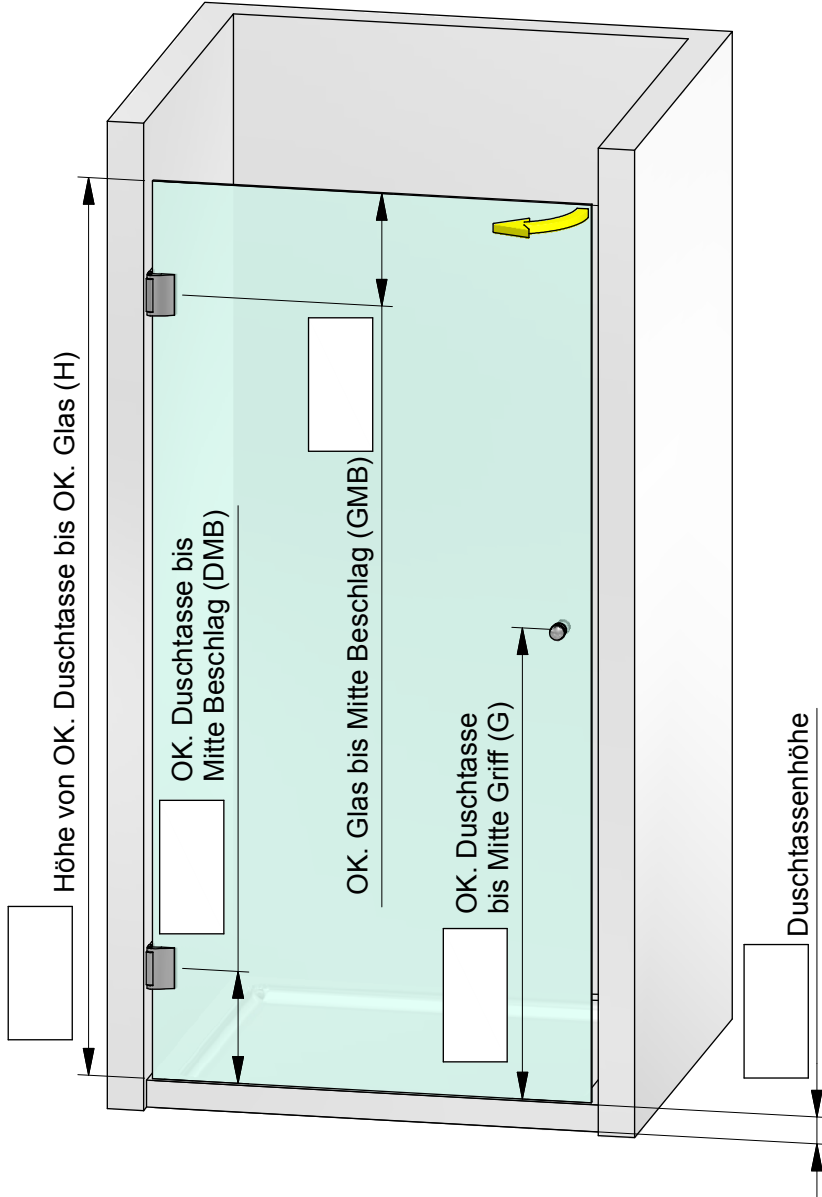 Höhe von OK. Duschtasse bis OK. Glas (H)
OK. Duschtasse bis
Mitte Beschlag (DMB)
OK. Glas bis Mitte Beschlag (GMB)
OK. Duschtasse
bis Mitte Griff (G)
Duschtassenhöhe